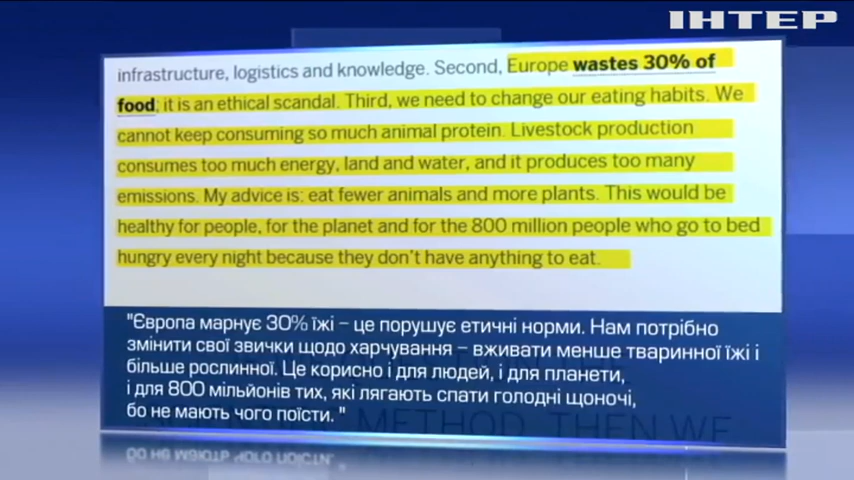 ІНТЕР
infrastructure, logistics and knowledge. Second, Europe wastes 30% of
food; it is an ethical scandal. Third, we need to change our eating habits. We
cannot keep consuming so much animal protein. Livestock production
consumes too much energy, land and water, and it produces too many
emissions. My advice is: eat fewer animals and more plants. This would be
healthy for people, for the planet and for the 800 million people who go to bed
hungry every night because they don't have anything to eat.
"Європа марнує 30% їжі – це порушує етичні норми. Нам потрібно
змінити свої звички щодо харчування – вживати менше тваринної їжі і
більше рослинної. Це корисно і для людей, і для планети,
і для 800 мільйонів тих, які лягають спати голодні щоночі,
бо не мають чого поїсти. "
METHOD, THEN WE